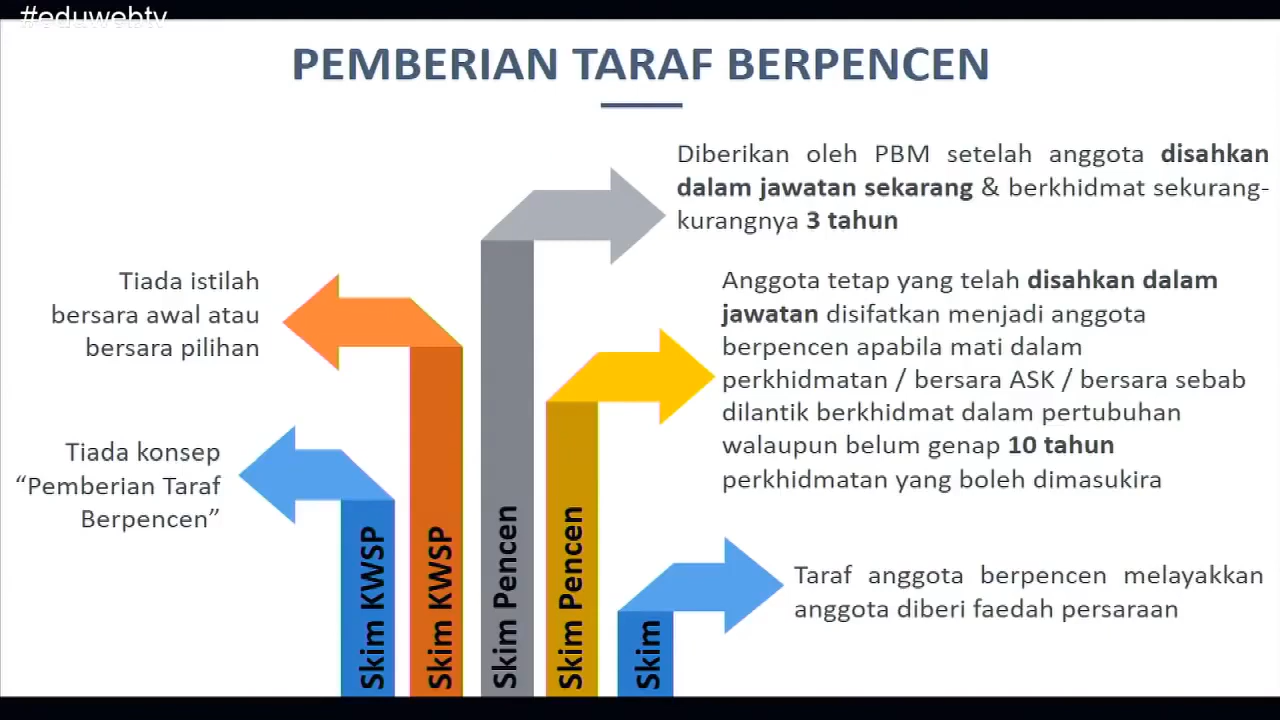 #eduwebtv
PEMBERIAN TARAF BERPENCEN
Diberikan oleh PBM setelah anggota disahkan
dalam jawatan sekarang & berkhidmat sekurang-
kurangnya 3 tahun
Tiada istilah
bersara awal atau
bersara pilihan
Anggota tetap yang telah disahkan dalam
jawatan disifatkan menjadi anggota
berpencen apabila mati dalam
perkhidmatan / bersara ASK / bersara sebab
dilantik berkhidmat dalam pertubuhan
walaupun belum genap 10 tahun
perkhidmatan yang boleh dimasukira
Tiada konsep
“Pemberian Taraf
Berpencen”
Taraf anggota berpencen melayakkan
anggota diberi faedah persaraan
Skim KWSP
Skim KWSP
Skim Pencen
Skim Pencen
Skim